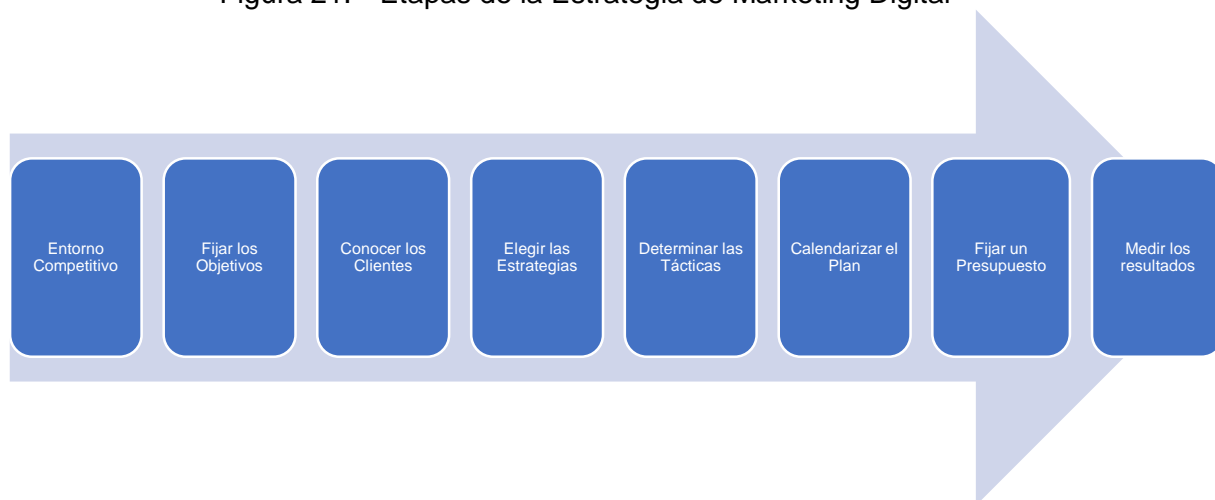 Figura 21. Etapas de la Estrategia de Marketing Digital
Entorno
Competitivo
Fijar los
Objetivos
Conocer los
Clientes
Elegir las
Estrategias
Determinar las
Tácticas
Calendarizar el
Plan
Fijar un
Presupuesto
Medir los
resultados